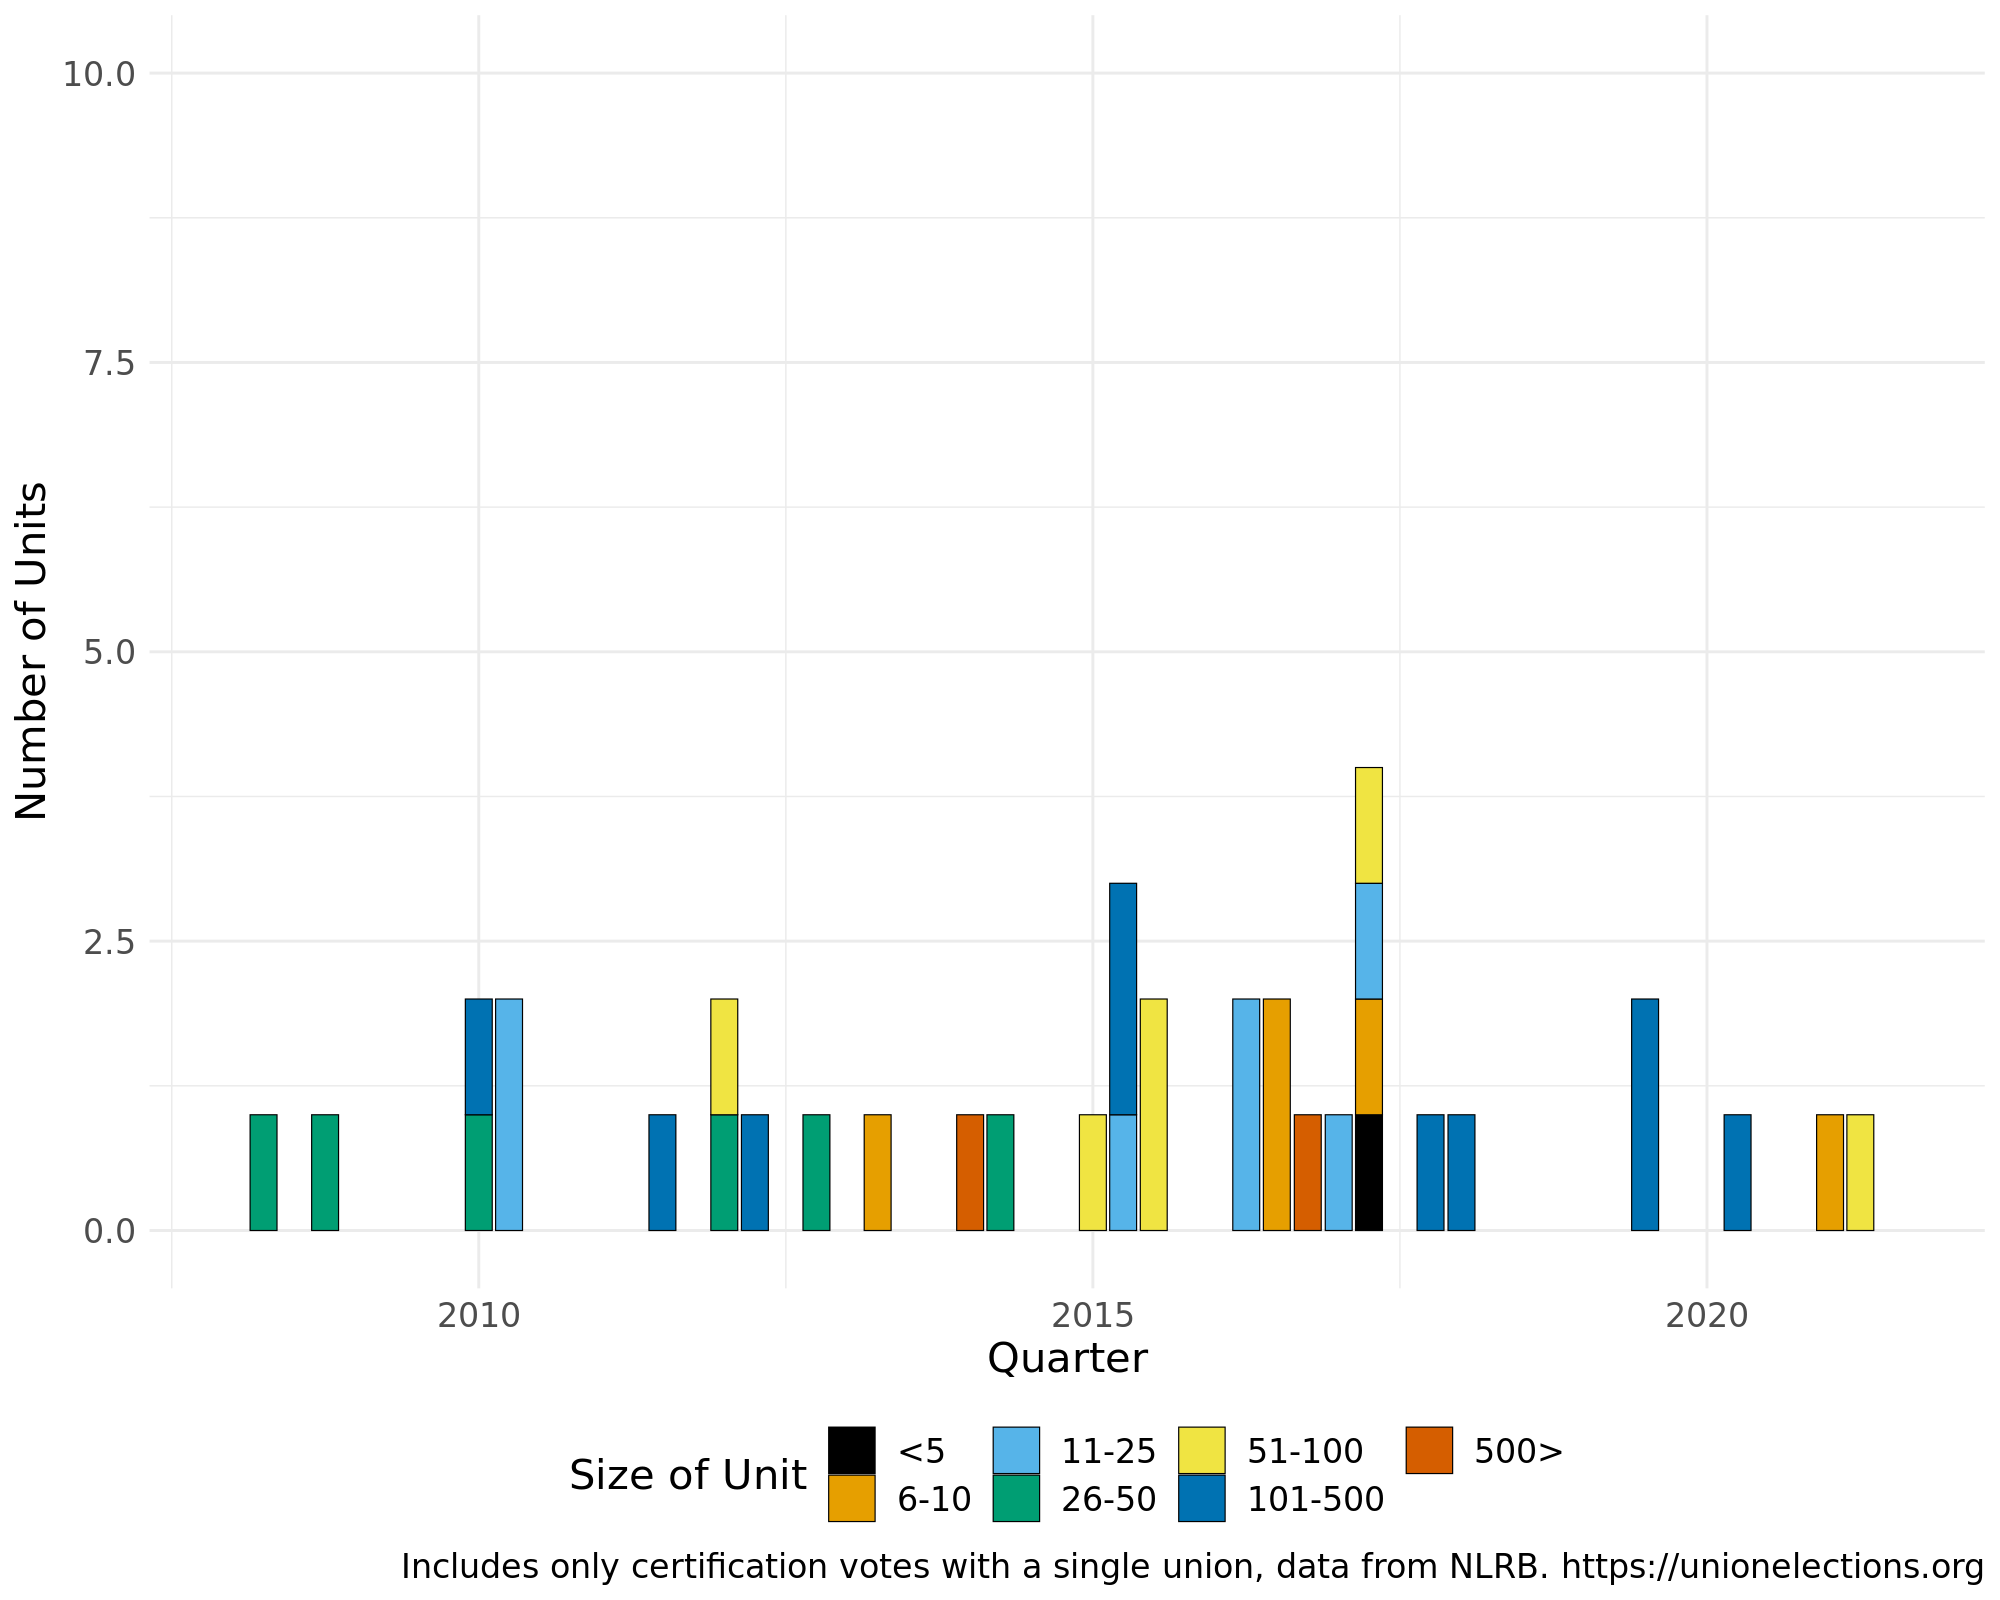 10.0
7.5
5.0
2.5
0.0
Number of Units
2010 2015 2020
Quarter
Size of Unit
<5 11-25 51-100 500>
6-10 26-50 101-500
Includes only certification votes with a single union, data from NLRB. https://unionelections.org